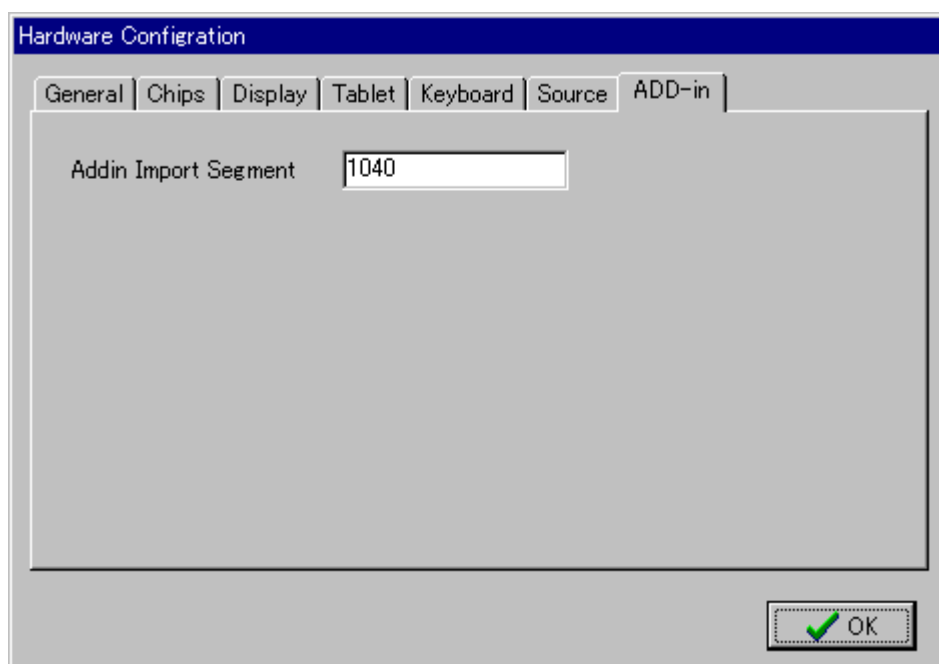 Hardware Configration
General Chips Display Tablet Keyboard Source ADD-in
Addin Import Segment 1040
OK